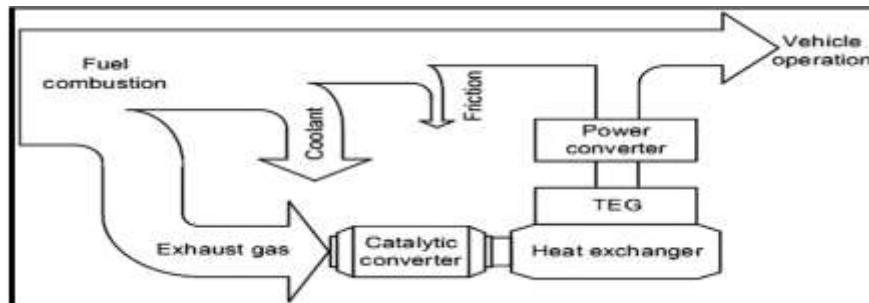 Fuel
combustion
Vehicle
operation
Coolant
Friction
Power
converter
TEG
Exhaust gas
Catalytic
converter
Heat exchanger